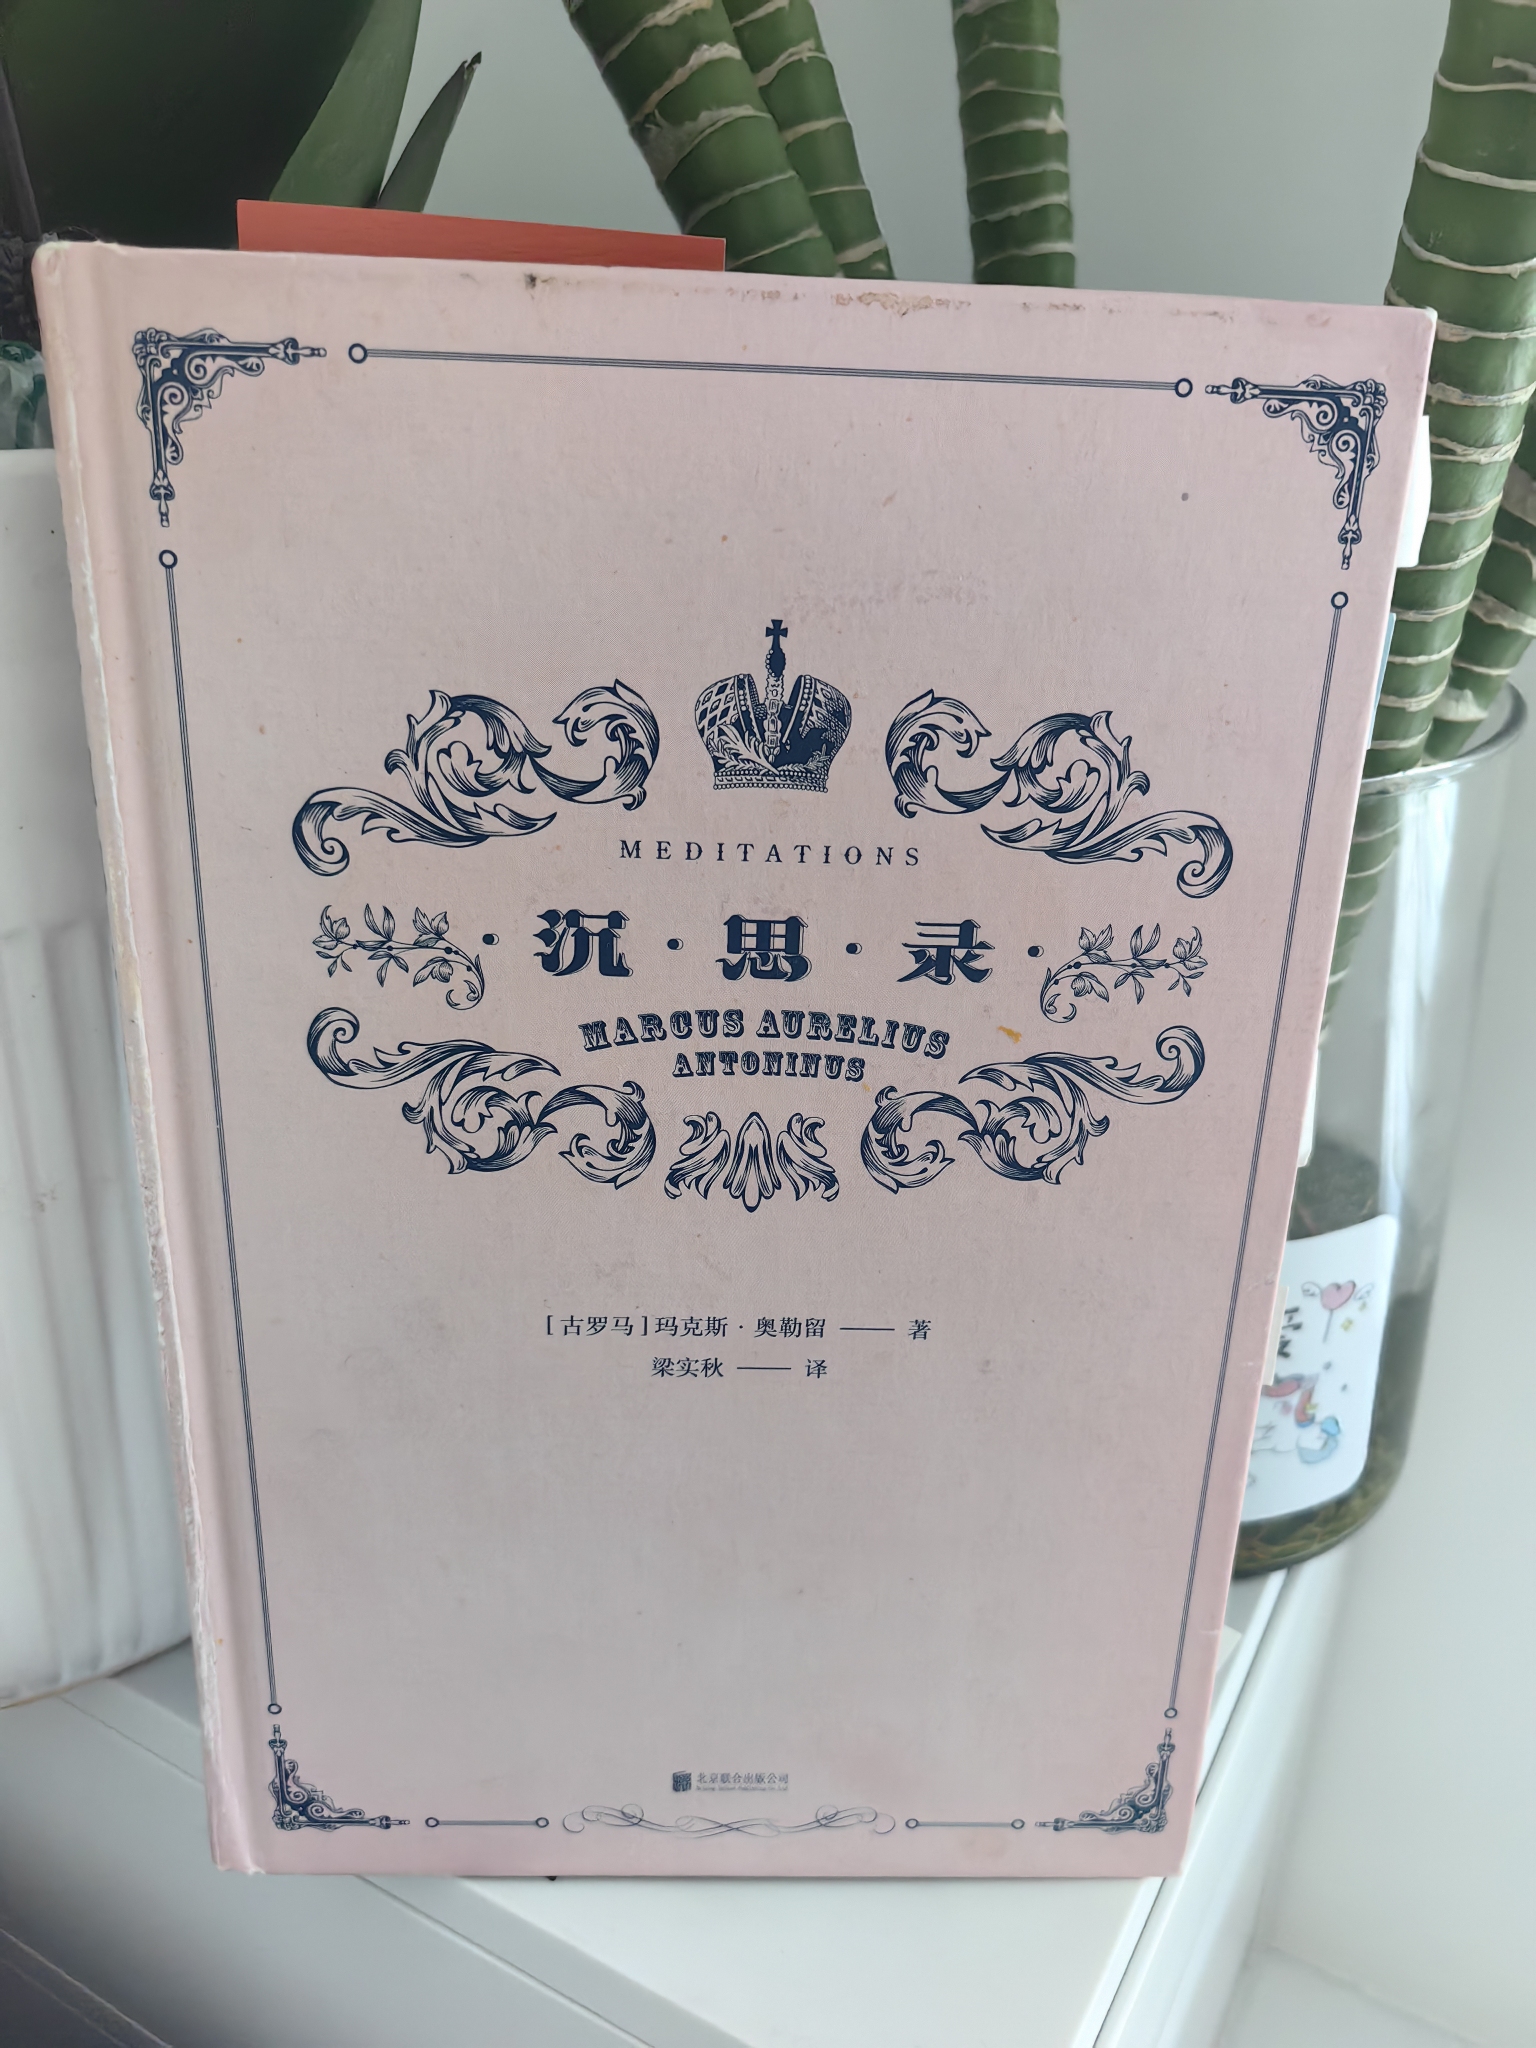 MEDITATIONS
沉·思·录
MARCUS AURELIUS
ANTONINUS
[古罗马]玛克斯·奥勒留 —— 著
梁实秋 —— 译
北京联合出版公司